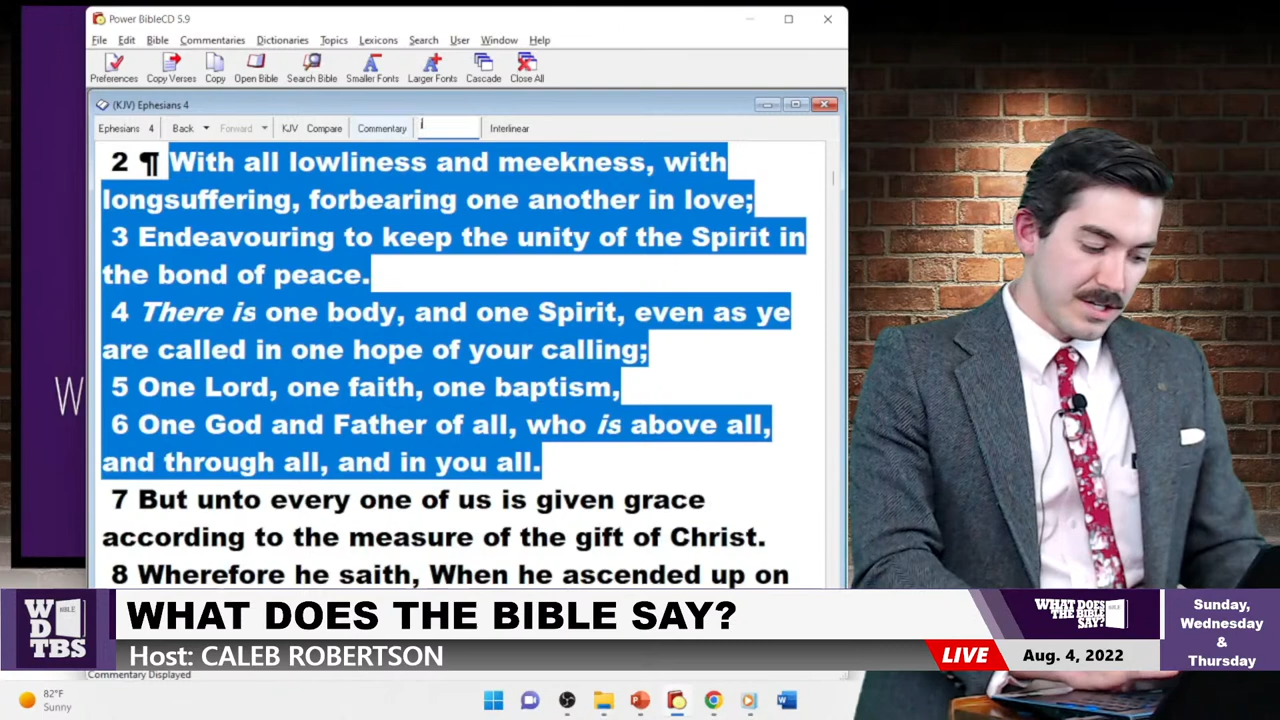 Power BibleCD 5.9
File Edit Bible Commentaries Dictionaries Topics Lexicons Search User Window Help
Preferences Copy Verses Copy Open Bible Search Bible Smaller Fonts Larger Fonts Cascade Close All
(KJV) Ephesians 4
Ephesians 4 Back Forward KJV Compare Commentary i Interlinear
2 ¶ With all lowliness and meekness, with
longsuffering, forbearing one another in love;
3 Endeavouring to keep the unity of the Spirit in
the bond of peace.
4 There is one body, and one Spirit, even as ye
are called in one hope of your calling;
5 One Lord, one faith, one baptism,
6 One God and Father of all, who is above all,
and through all, and in you all.
7 But unto every one of us is given grace
according to the measure of the gift of Christ.
8 Wherefore he saith, When he ascended up on
W
WD
TBS
BIBLE
WHAT DOES THE BIBLE SAY?
Host: CALEB ROBERTSON
WHAT DOES
THE BIBLE
SAY?
LIVE Aug. 4, 2022
Sunday,
Wednesday
&
Thursday
Commentary Displayed
82°F
Sunny